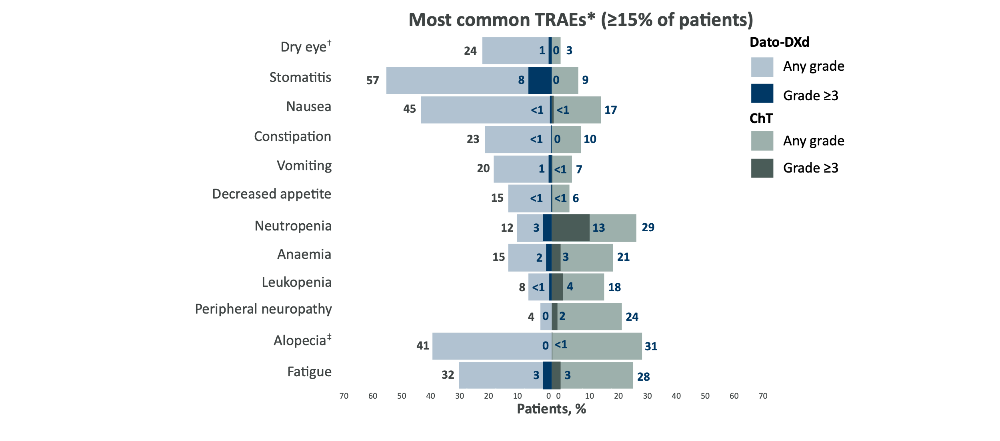 Most common TRAEs* (≥15% of patients)
Dry eye† 24 1 0 3
Stomatitis 57 8 0 9
Nausea 45 <1 <1 17
Constipation 23 <1 0 10
Vomiting 20 1 <1 7
Decreased appetite 15 <1 <1 6
Neutropenia 12 3 13 29
Anaemia 15 2 3 21
Leukopenia 8 <1 4 18
Peripheral neuropathy 4 0 2 24
Alopecia‡ 41 0 <1 31
Fatigue 32 3 3 28
70 60 50 40 30 20 10 0 0 10 20 30 40 50 60 70
Patients, %
Dato-DXd
Any grade
Grade ≥3
ChT
Any grade
Grade ≥3